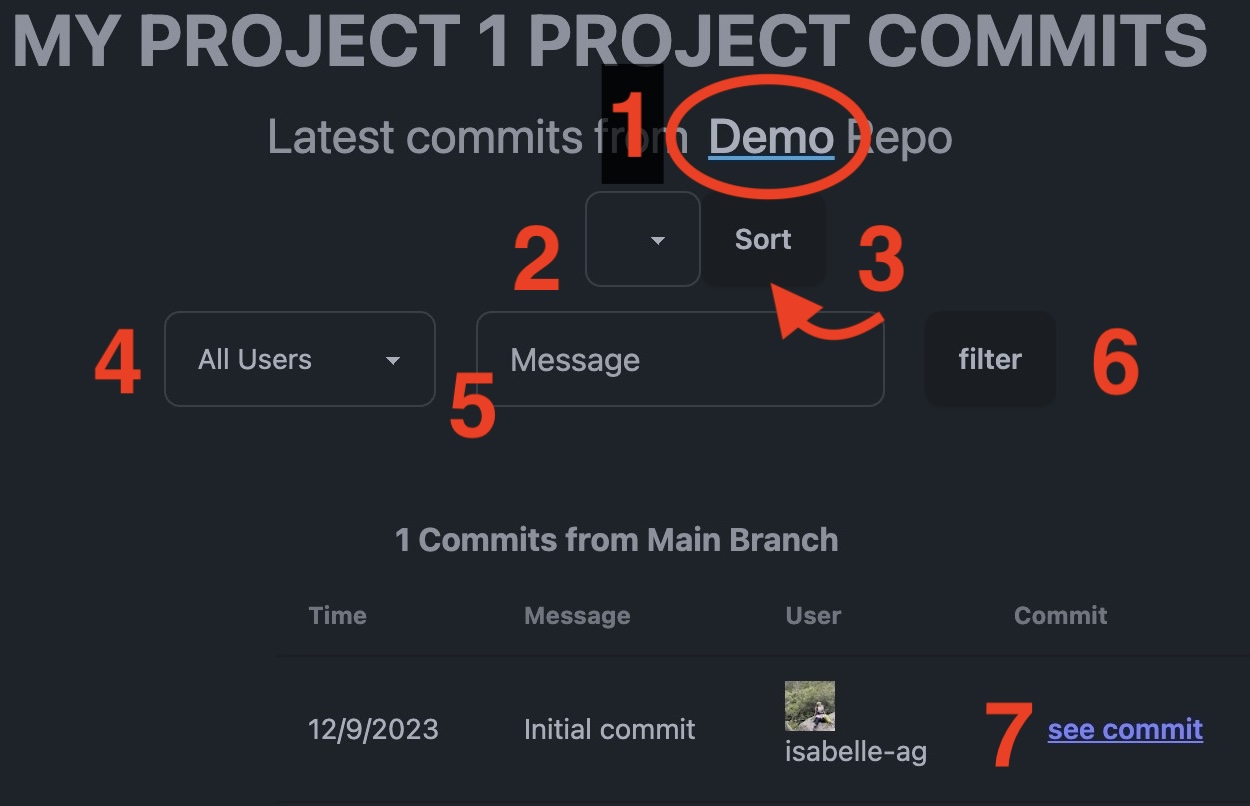 MY PROJECT 1 PROJECT COMMITS
Latest commits from Demo Repo
1
2
Sort
3
4
All Users
5
Message
filter
6
1 Commits from Main Branch
Time Message User Commit
12/9/2023 Initial commit isabelle-ag 7 see commit